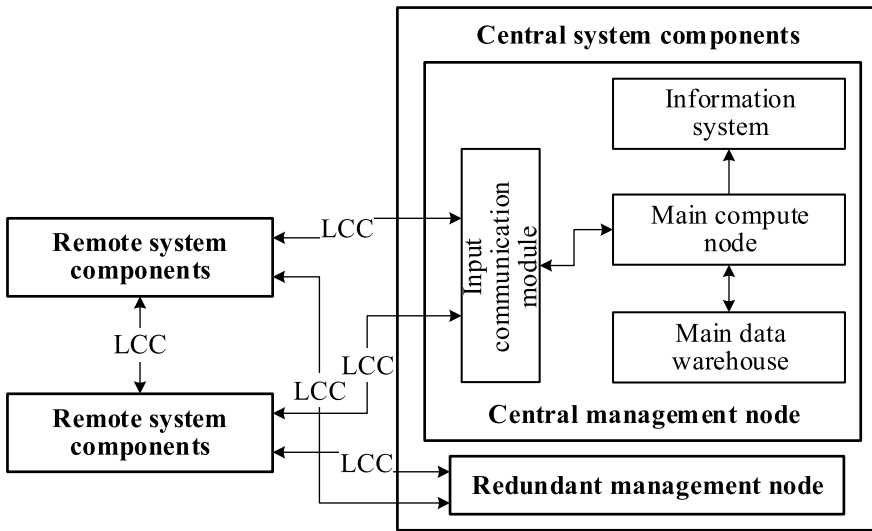 Central system components
Information
system
Input
communication
module
Main compute
node
LCC
Remote system
components
LCC
Main data
warehouse
LCC
LCC
Remote system
components
Central management node
LCC
Redundant management node